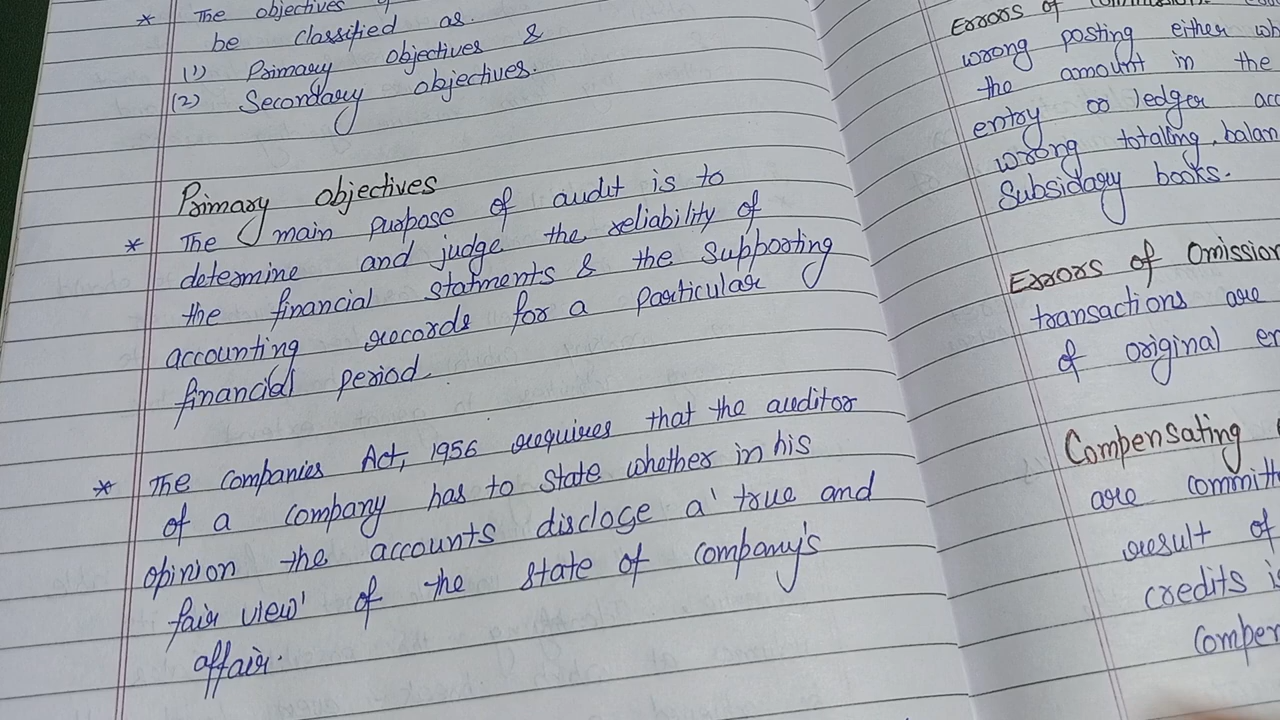 * The objectives
be classified as.
(1) Primary objectives &
(2) Secondary objectives.
Primary objectives
* The main purpose of audit is to
determine and judge the reliability of
the financial statments & the Supporting
accounting records for a particular
financial period.
* The companies Act, 1956 requires that the auditor
of a company has to state whether in his
opinion the accounts discloge a' true and
fair view' of the state of company's
affair.
Errors of
wrong posting either
the amount in the
entry or ledger
wrong totalling, balan
Subsidary books.
Errors of Omission
transactions are
of original
Compensating
are committ
result of
credits is
Comper